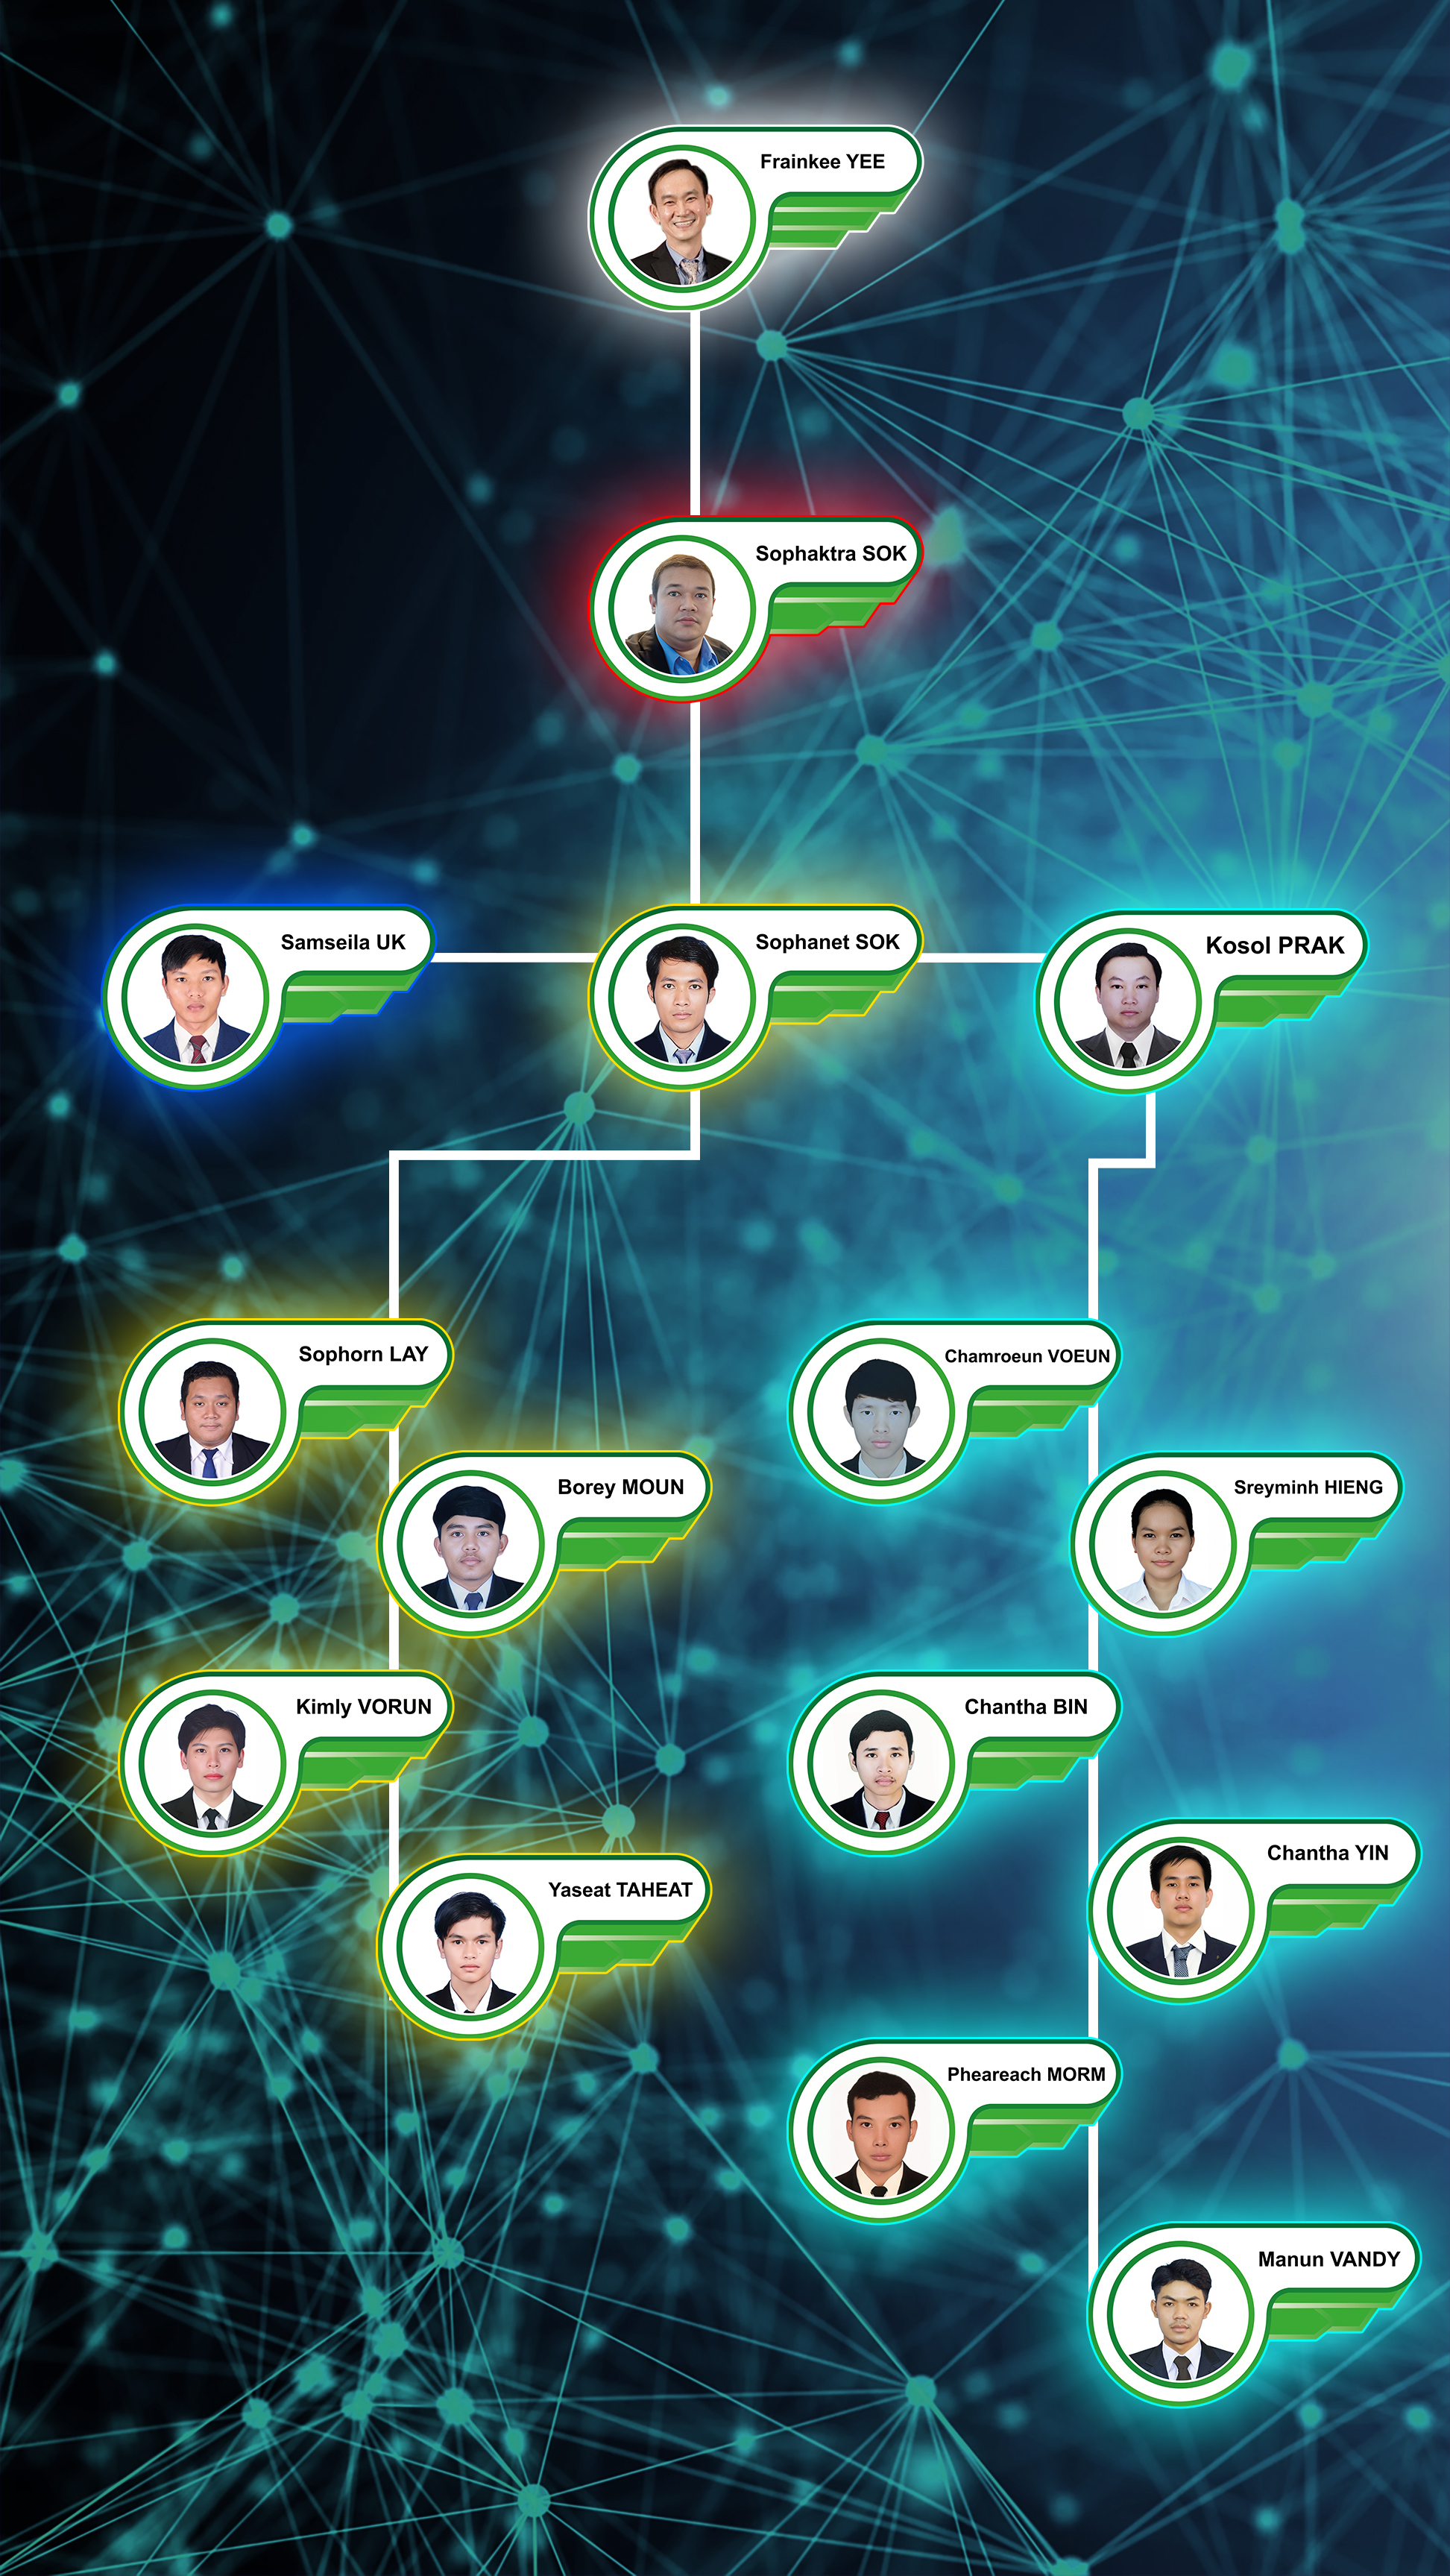 Frainkee YEE
Sophaktra SOK
Samseila UK
Sophanet SOK
Kosol PRAK
Sophorn LAY
Borey MOUN
Kimly VORUN
Yaseat TAHEAT
Chamroeun VOEUN
Sreyminh HIENG
Chantha BIN
Chantha YIN
Pheareach MORM
Manun VANDY